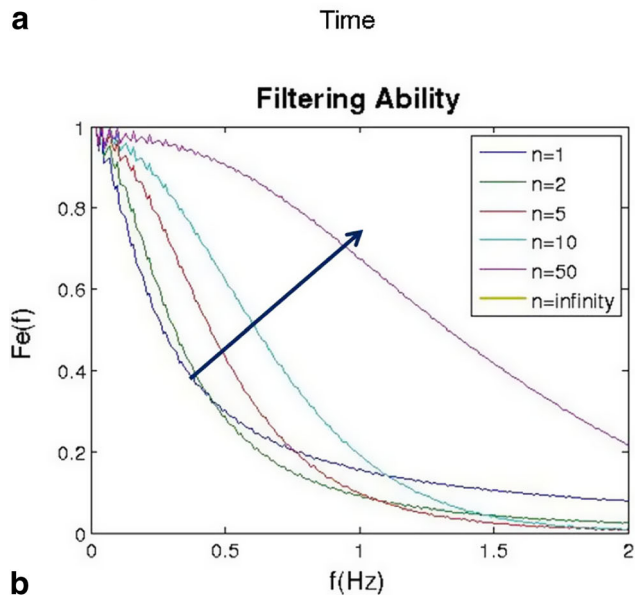 a
Time
Filtering Ability
1
0.8
0.6
0.4
0.2
0
Fe(f)
n=1
n=2
n=5
n=10
n=50
n=infinity
0 0.5 1 1.5 2
f(Hz)
b